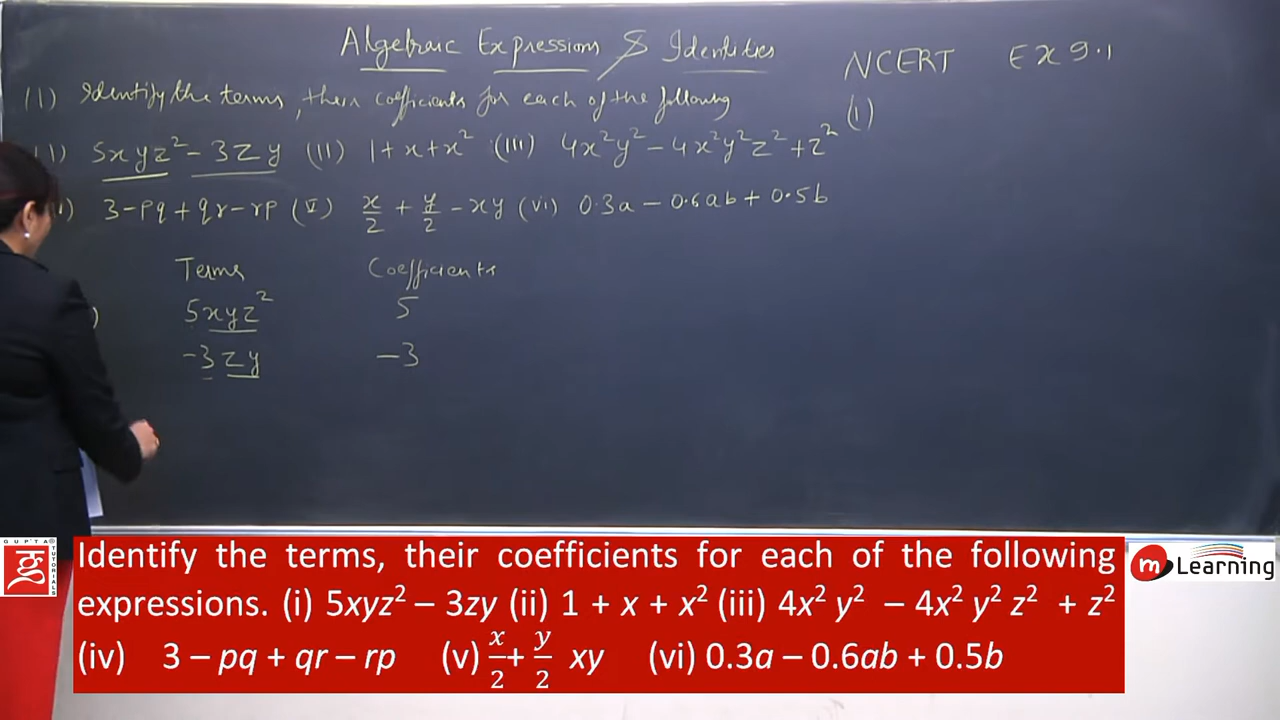 Algebraic Expressions & Identities
NCERT Ex 9.1
(1) Identify the terms, their coefficients for each of the following
(1)
1) 5xyz² - 3zy (II) 1+x+x² (III) 4x²y² - 4x²y²z² + z²
) 3-pq+qr-rp (V) x/2 + y/2 - xy (VI) 0.3a - 0.6ab + 0.5b
Terms Coefficients
) 5xyz² 5
-3zy -3
GUPTA® TUTORIALS
Identify the terms, their coefficients for each of the following
expressions. (i) 5xyz² – 3zy (ii) 1 + x + x² (iii) 4x² y² – 4x² y² z² + z²
(iv) 3 – pq + qr – rp (v) x/2 + y/2 xy (vi) 0.3a – 0.6ab + 0.5b
m Learning